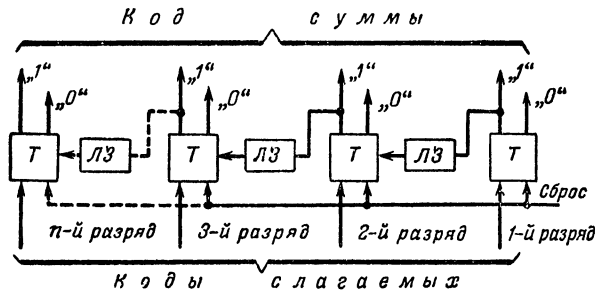 Код суммы
„1“ „1“ „1“ „1“
„0“ „0“ „0“ „0“
Т ЛЗ Т ЛЗ Т ЛЗ Т
Сброс
п-й разряд 3-й разряд 2-й разряд 1-й разряд
Коды слагаемых